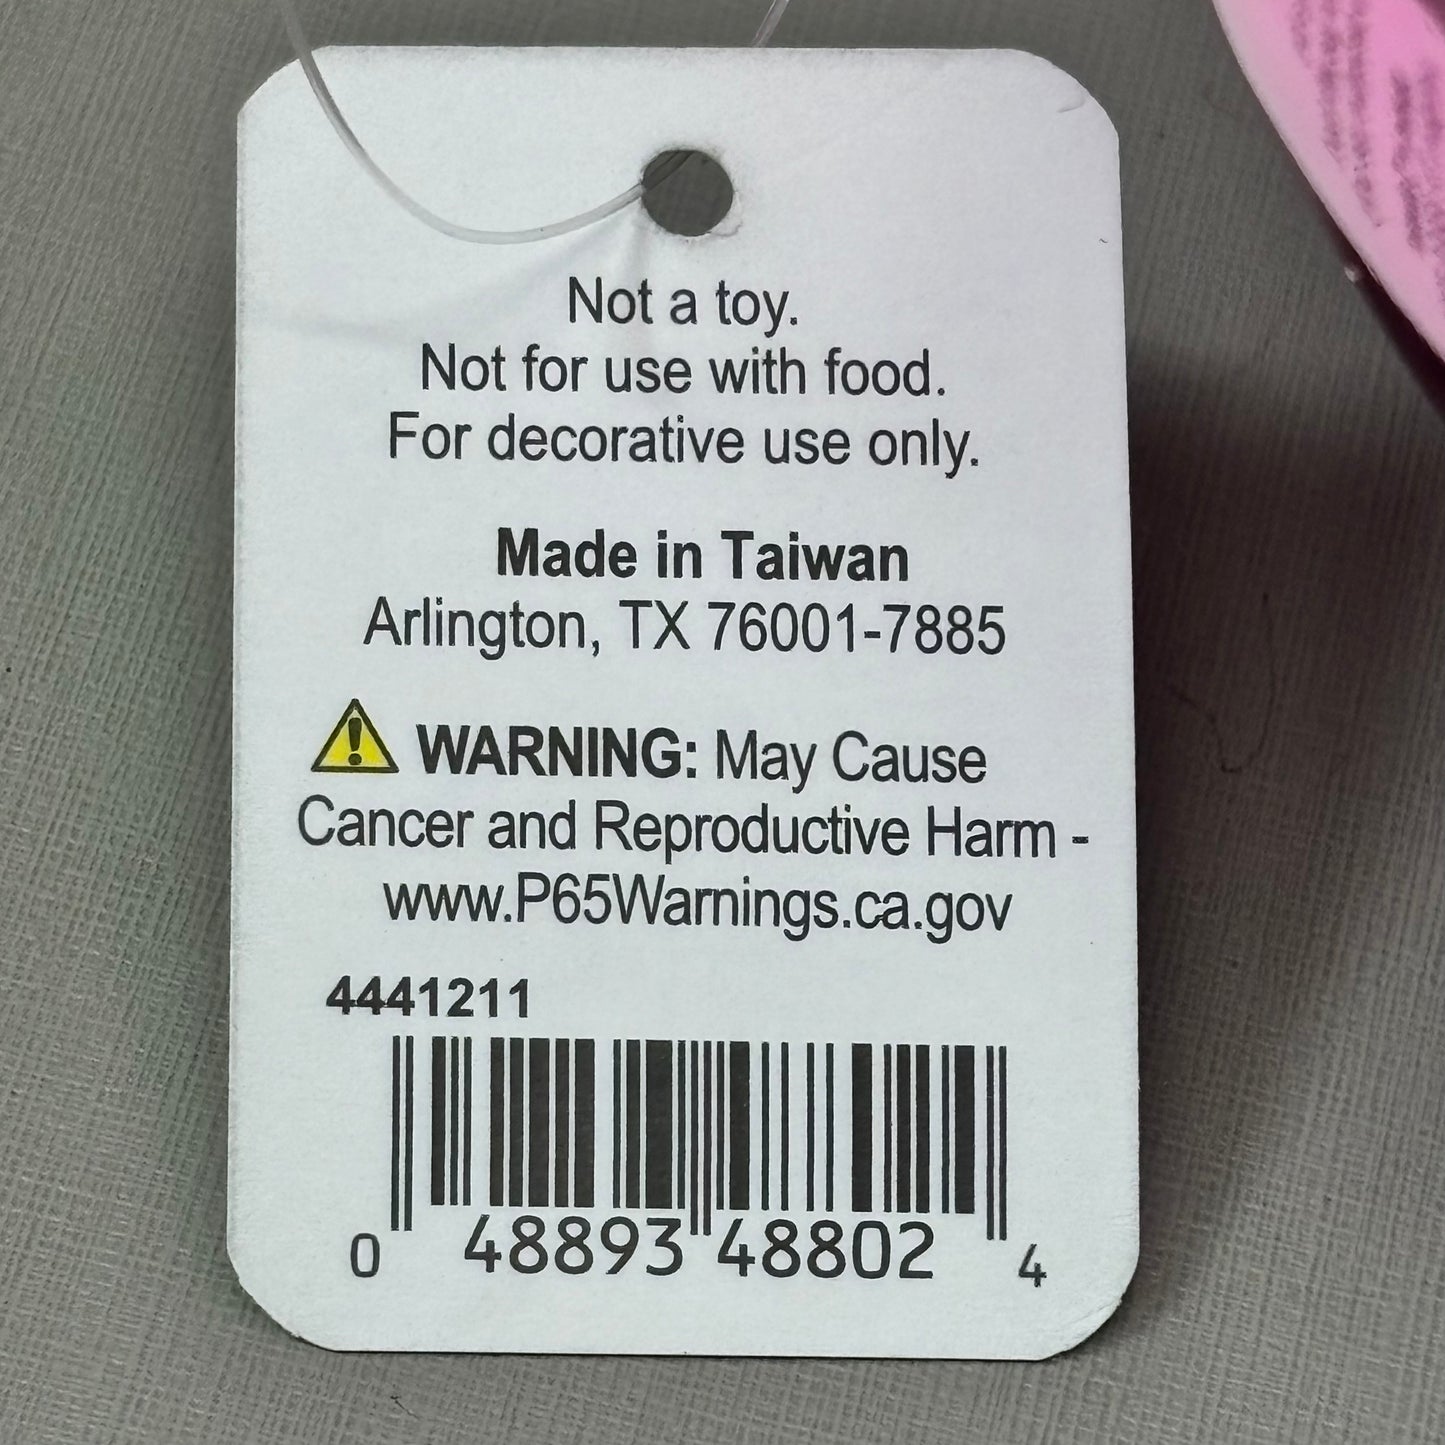 Not a toy.
Not for use with food.
For decorative use only.
Made in Taiwan
Arlington, TX 76001-7885
WARNING: May Cause
Cancer and Reproductive Harm -
www.P65Warnings.ca.gov
4441211
0 48893 48802 4